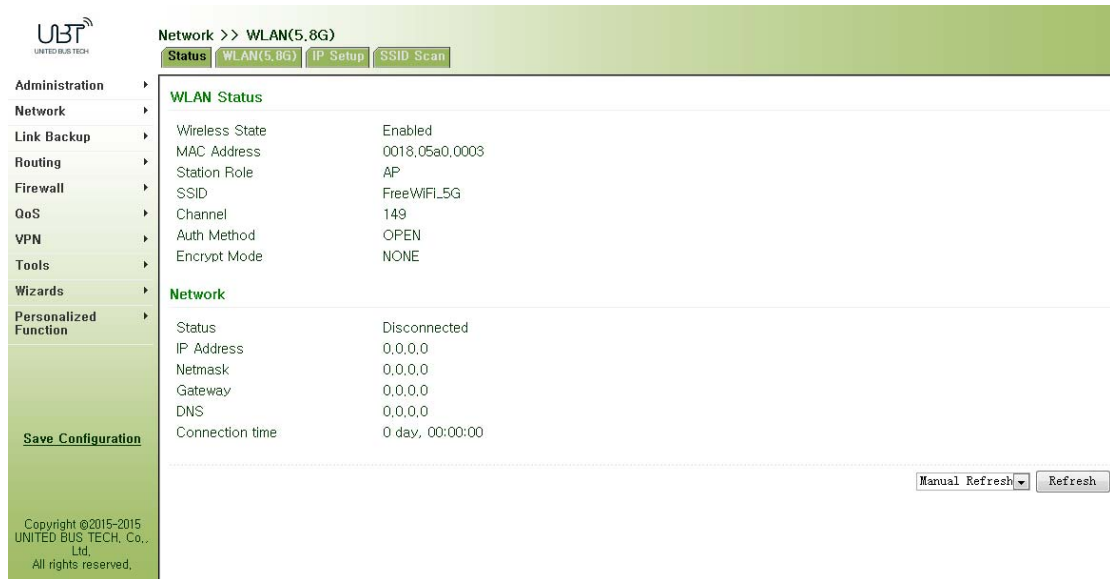 UBT
UNITED BUS TECH
Network >> WLAN(5.8G)
Status WLAN(5.8G) IP Setup SSID Scan
Administration
Network
Link Backup
Routing
Firewall
QoS
VPN
Tools
Wizards
Personalized
Function
Save Configuration
Copyright ©2015-2015
UNITED BUS TECH. Co.,
Ltd.
All rights reserved.
WLAN Status
Wireless State Enabled
MAC Address 0018.05a0.0003
Station Role AP
SSID FreeWiFi_5G
Channel 149
Auth Method OPEN
Encrypt Mode NONE
Network
Status Disconnected
IP Address 0.0.0.0
Netmask 0.0.0.0
Gateway 0.0.0.0
DNS 0.0.0.0
Connection time 0 day, 00:00:00
Manual Refresh Refresh